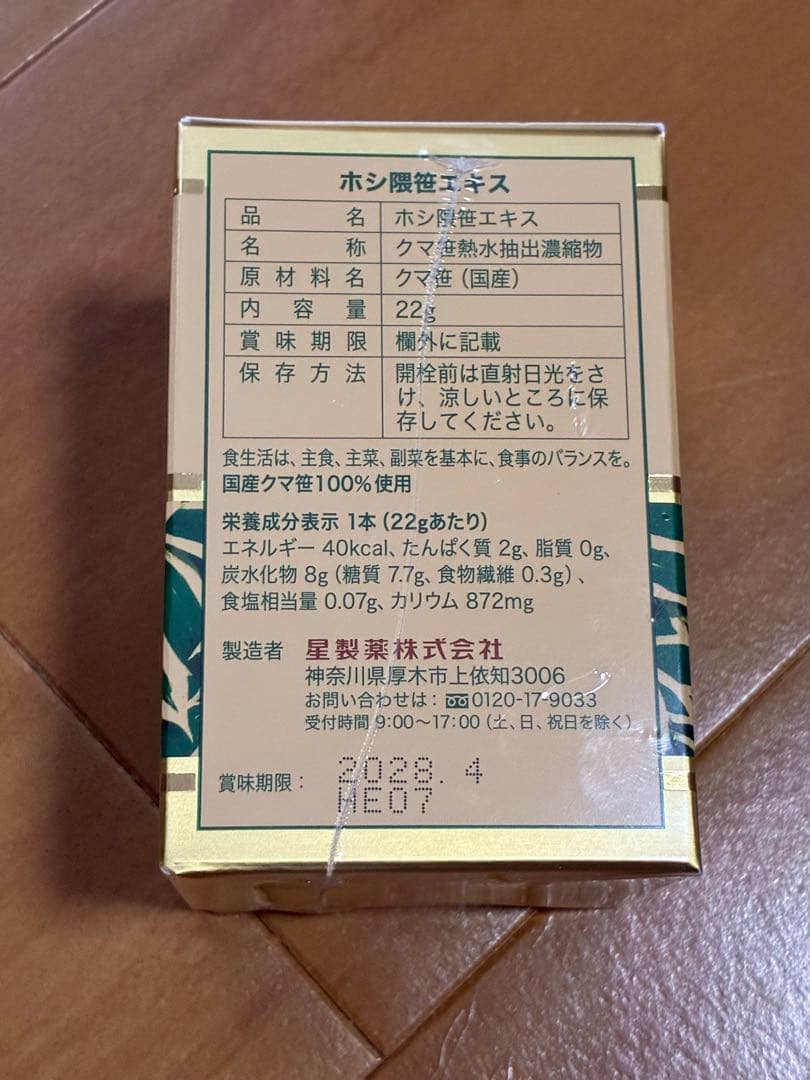 ホシ隈笹エキス
品名 ホシ隈笹エキス
名称 クマ笹熱水抽出濃縮物
原材料名 クマ笹（国産）
内容量 22g
賞味期限 欄外に記載
保存方法 開栓前は直射日光をさ
け、涼しいところに保
存してください。
食生活は、主食、主菜、副菜を基本に、食事のバランスを。
国産クマ笹100％使用
栄養成分表示 1本（22gあたり）
エネルギー 40kcal、たんぱく質 2g、脂質 0g、
炭水化物 8g（糖質 7.7g、食物繊維 0.3g）、
食塩相当量 0.07g、カリウム 872mg
製造者 星製薬株式会社
神奈川県厚木市上依知3006
お問い合わせは：0120-17-9033
受付時間 9:00～17:00（土、日、祝日を除く）
賞味期限： 2028.4
HE07